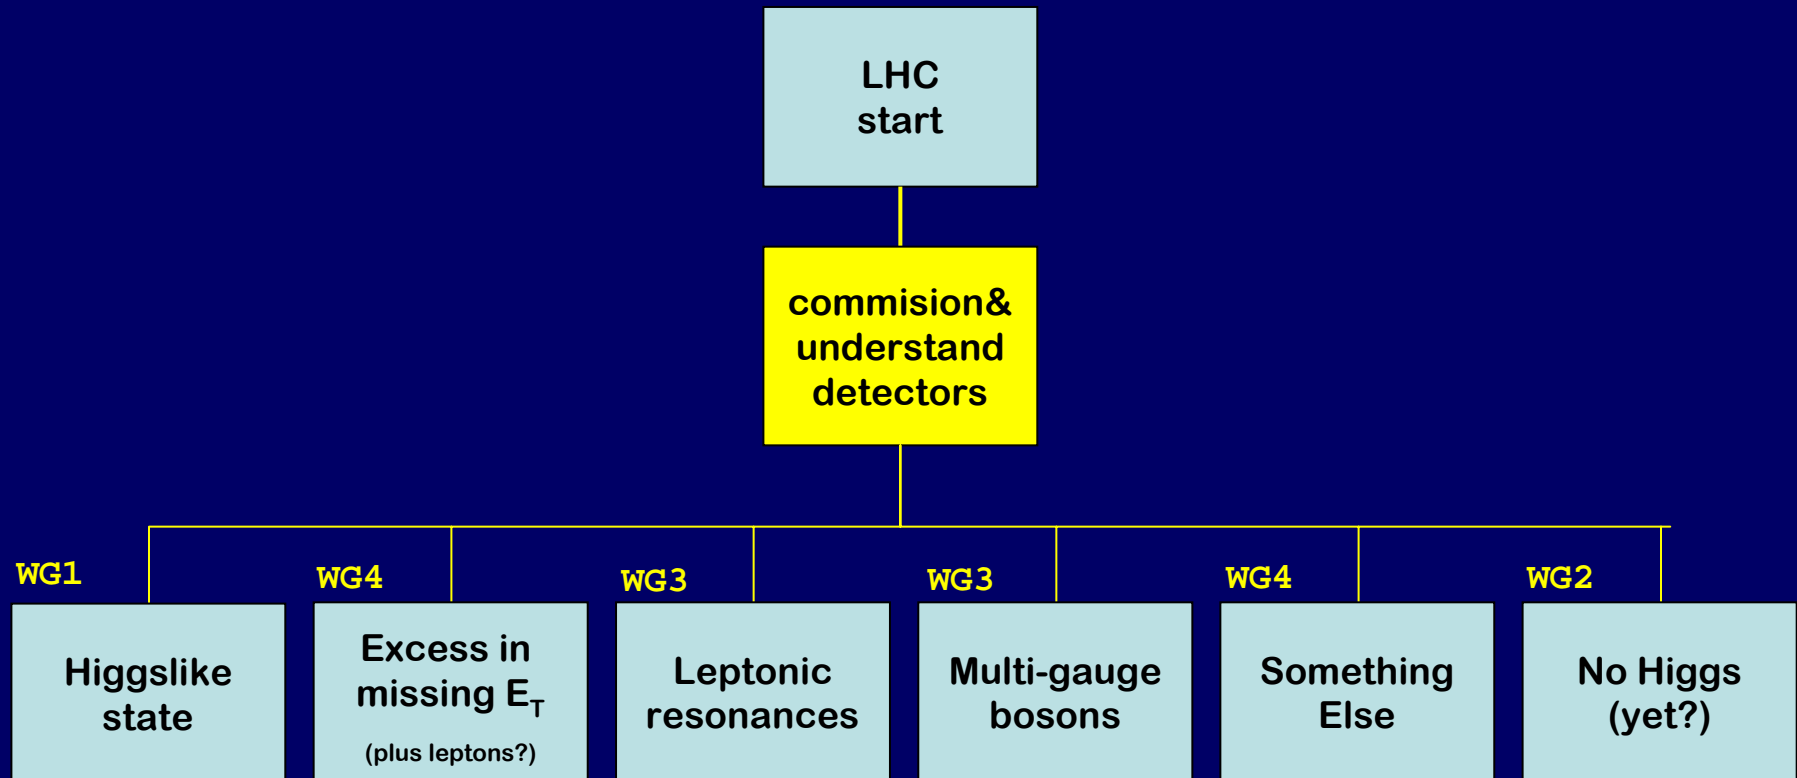 LHC
start
commision&
understand
detectors
WG1
Higgslike
state
WG4
Excess in
missing E_T
(plus leptons?)
WG3
Leptonic
resonances
WG3
Multi-gauge
bosons
WG4
Something
Else
WG2
No Higgs
(yet?)